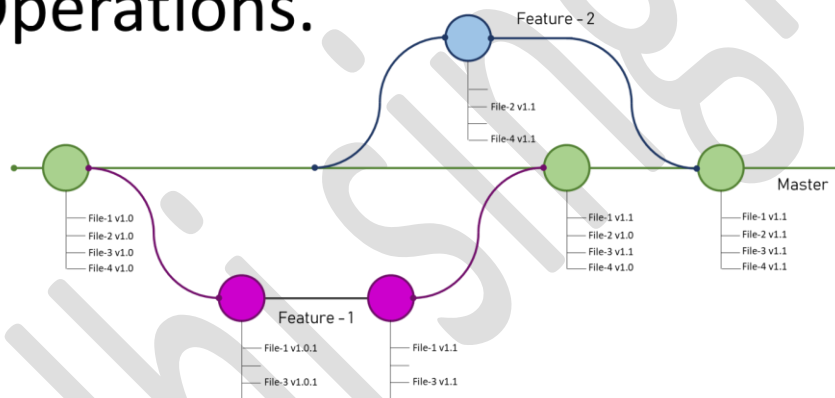 Operations.
Feature - 2
File-2 v1.1
File-4 v1.1
Master
File-1 v1.0
File-2 v1.0
File-3 v1.0
File-4 v1.0
File-1 v1.1
File-2 v1.0
File-3 v1.1
File-4 v1.0
File-1 v1.1
File-2 v1.1
File-3 v1.1
File-4 v1.1
Feature - 1
File-1 v1.0.1
File-3 v1.0.1
File-1 v1.1
File-3 v1.1